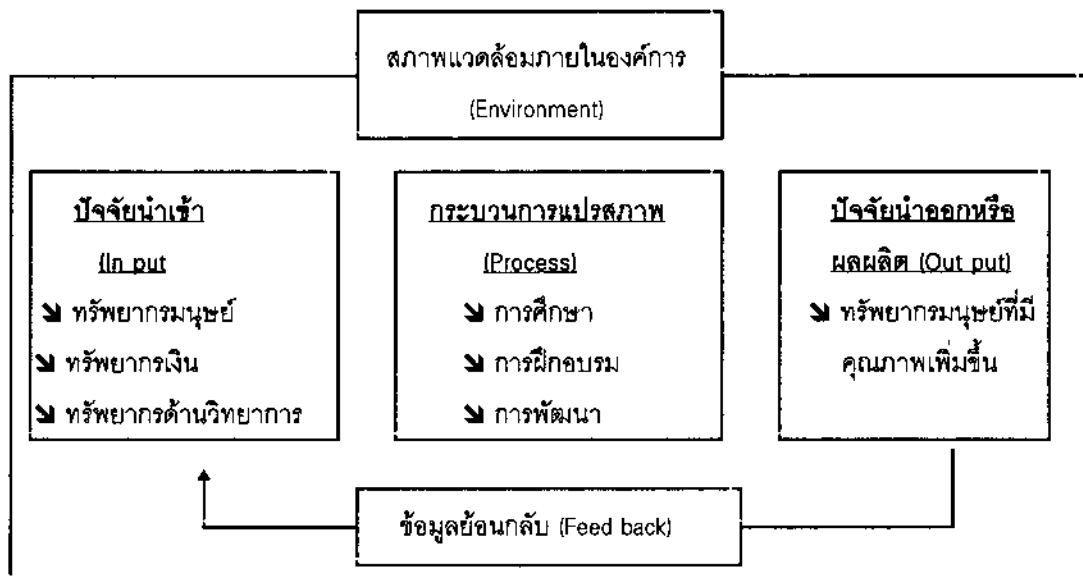 สภาพแวดล้อมภายในองค์การ
(Environment)
ปัจจัยนำเข้า
(In put
ทรัพยากรมนุษย์
ทรัพยากรเงิน
ทรัพยากรด้านวิทยาการ
กระบวนการแปรสภาพ
(Process)
การศึกษา
การฝึกอบรม
การพัฒนา
ปัจจัยนำออกหรือ
ผลผลิต (Out put)
ทรัพยากรมนุษย์ที่มี
คุณภาพเพิ่มขึ้น
ข้อมูลย้อนกลับ (Feed back)